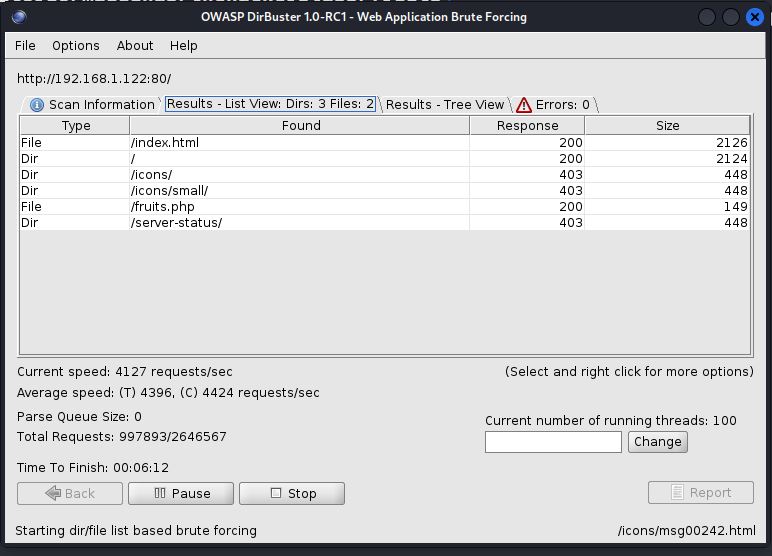 OWASP DirBuster 1.0-RC1 - Web Application Brute Forcing
File Options About Help
http://192.168.1.122:80/
Scan Information Results - List View: Dirs: 3 Files: 2 Results - Tree View Errors: 0
Type Found Response Size
File /index.html 200 2126
Dir / 200 2124
Dir /icons/ 403 448
Dir /icons/small/ 403 448
File /fruits.php 200 149
Dir /server-status/ 403 448
Current speed: 4127 requests/sec (Select and right click for more options)
Average speed: (T) 4396, (C) 4424 requests/sec
Parse Queue Size: 0
Current number of running threads: 100
Total Requests: 997893/2646567
Change
Time To Finish: 00:06:12
Back Pause Stop Report
Starting dir/file list based brute forcing /icons/msg00242.html